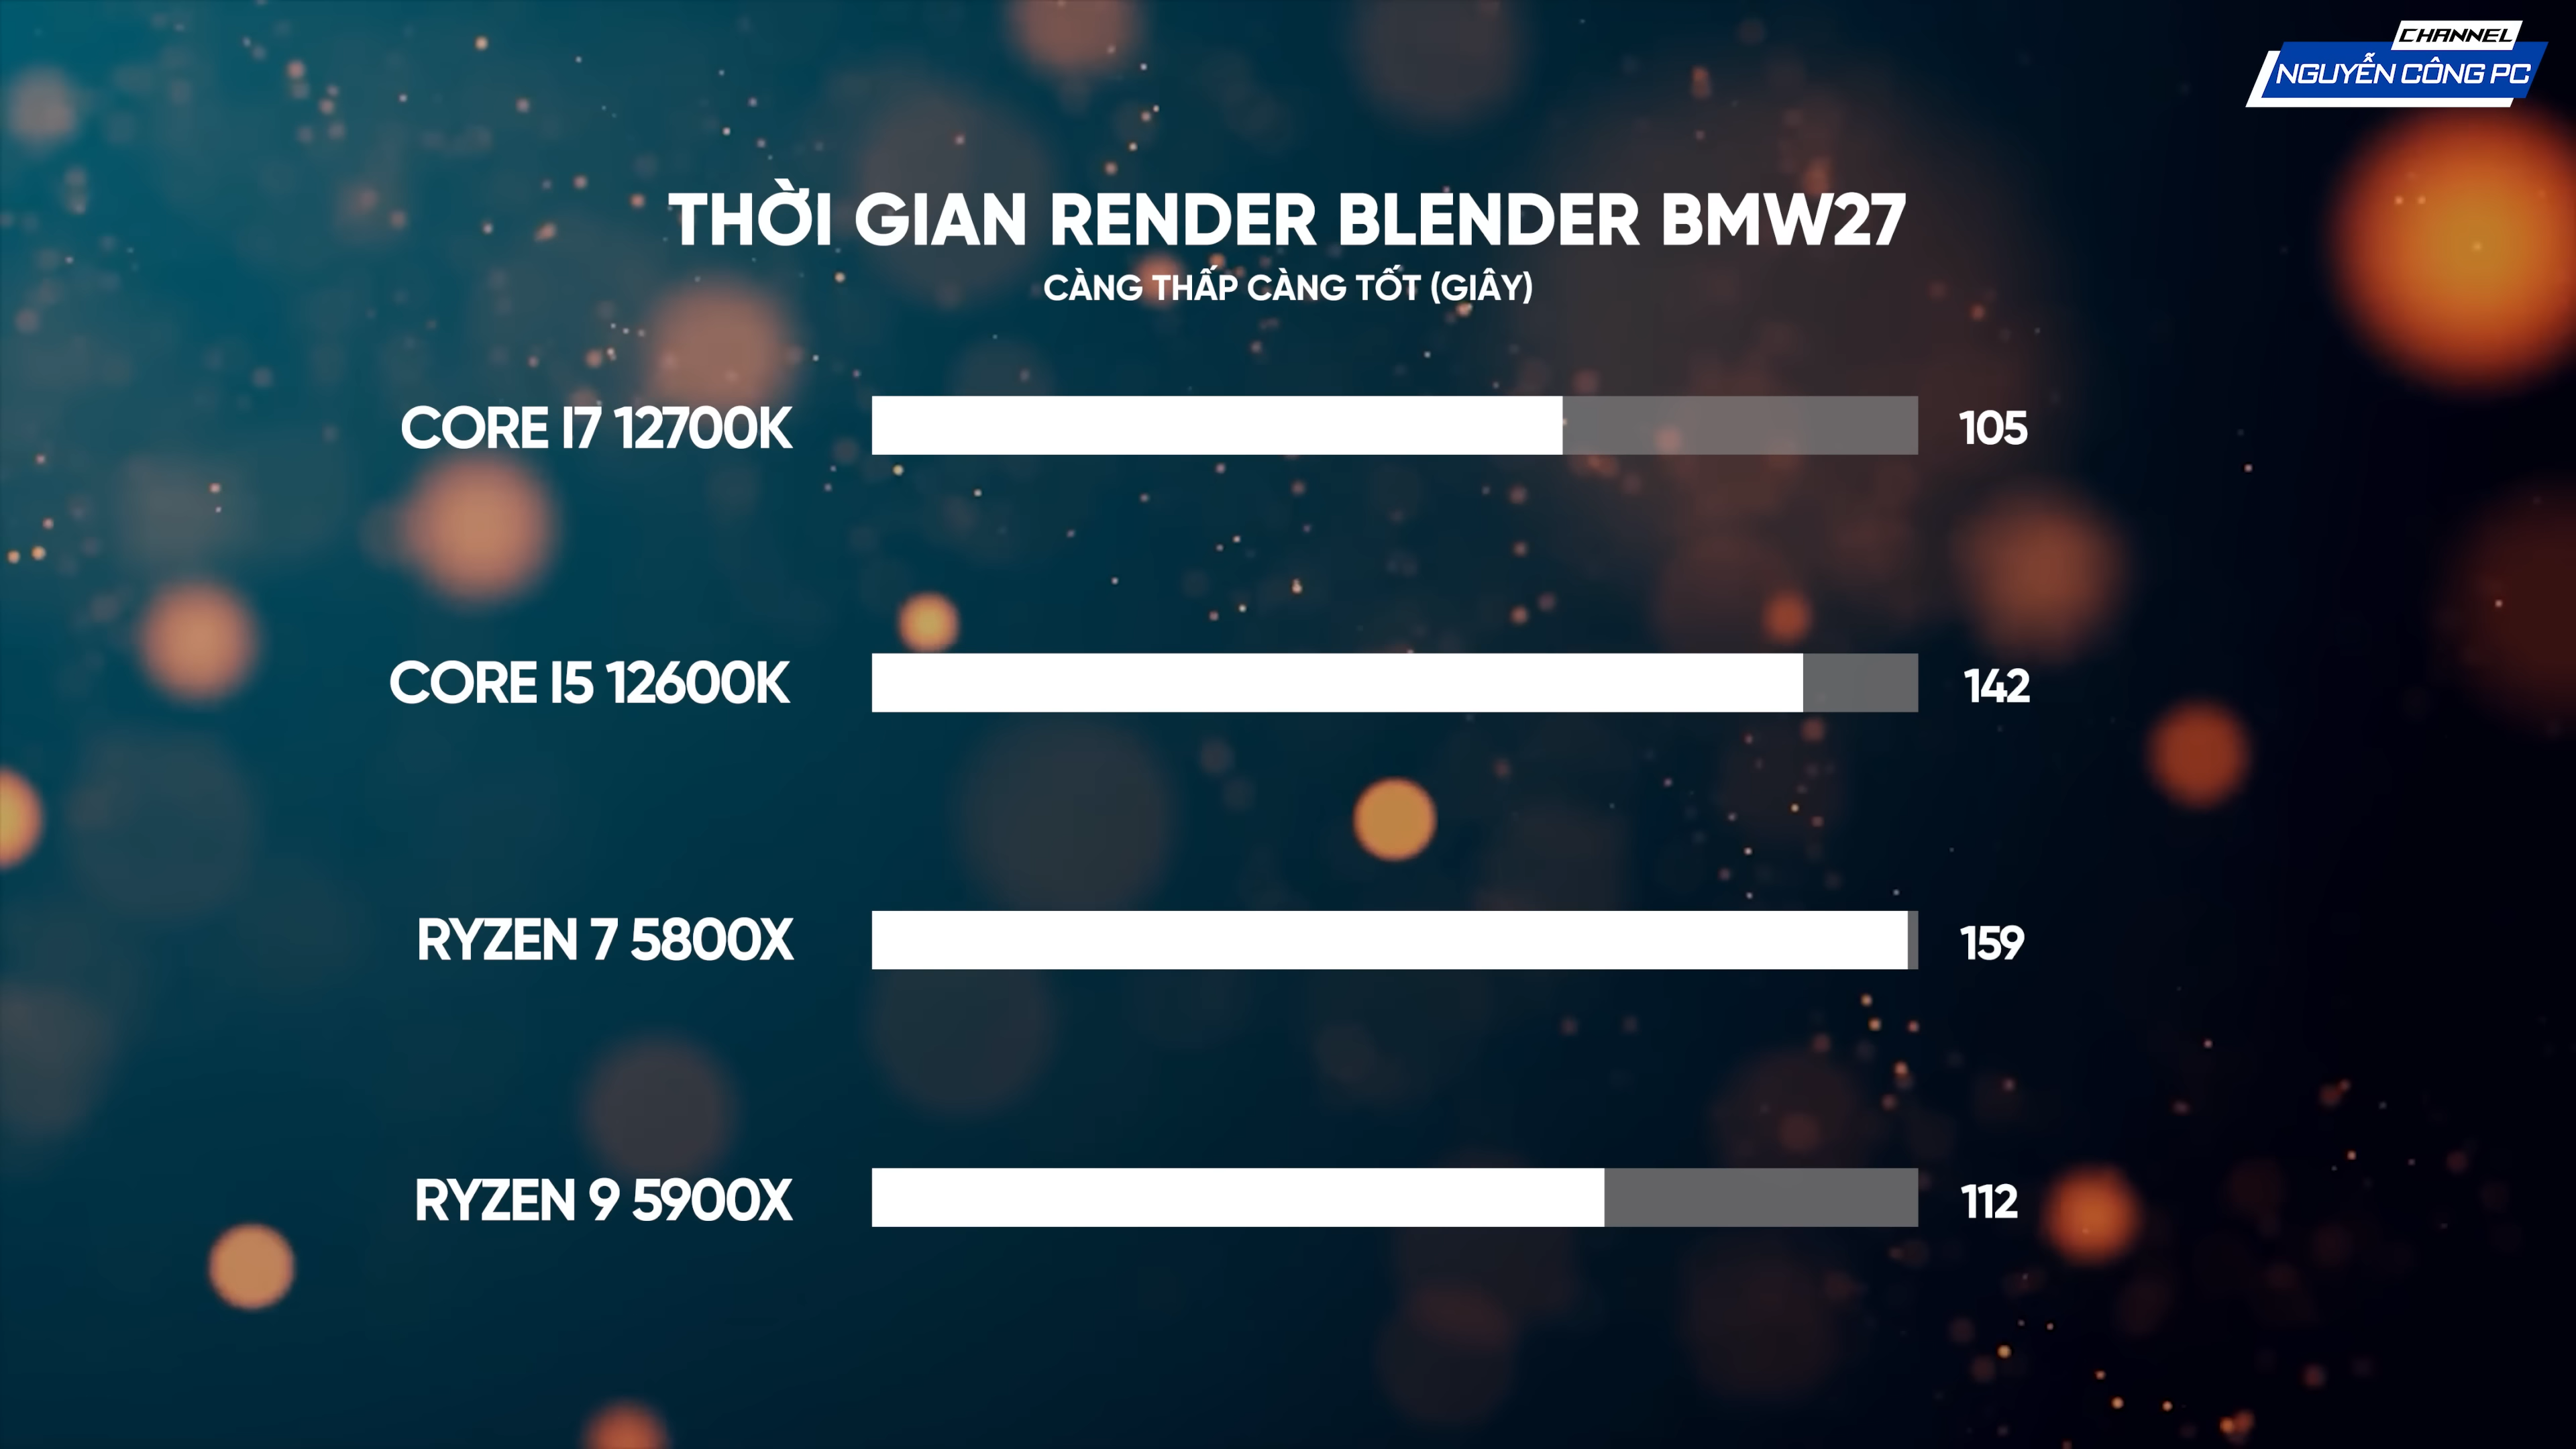 CHANNEL
NGUYỄN CÔNG PC
THỜI GIAN RENDER BLENDER BMW27
CÀNG THẤP CÀNG TỐT (GIÂY)
CORE I7 12700K 105
CORE I5 12600K 142
RYZEN 7 5800X 159
RYZEN 9 5900X 112